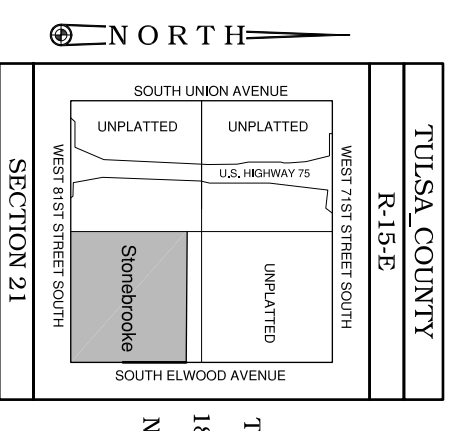 NORTH
SOUTH UNION AVENUE
UNPLATTED
UNPLATTED
U.S. HIGHWAY 75
WEST 81ST STREET SOUTH
WEST 71ST STREET SOUTH
Stonebrooke
UNPLATTED
SOUTH ELWOOD AVENUE
TULSA COUNTY
R-15-E
SECTION 21
T
18
N